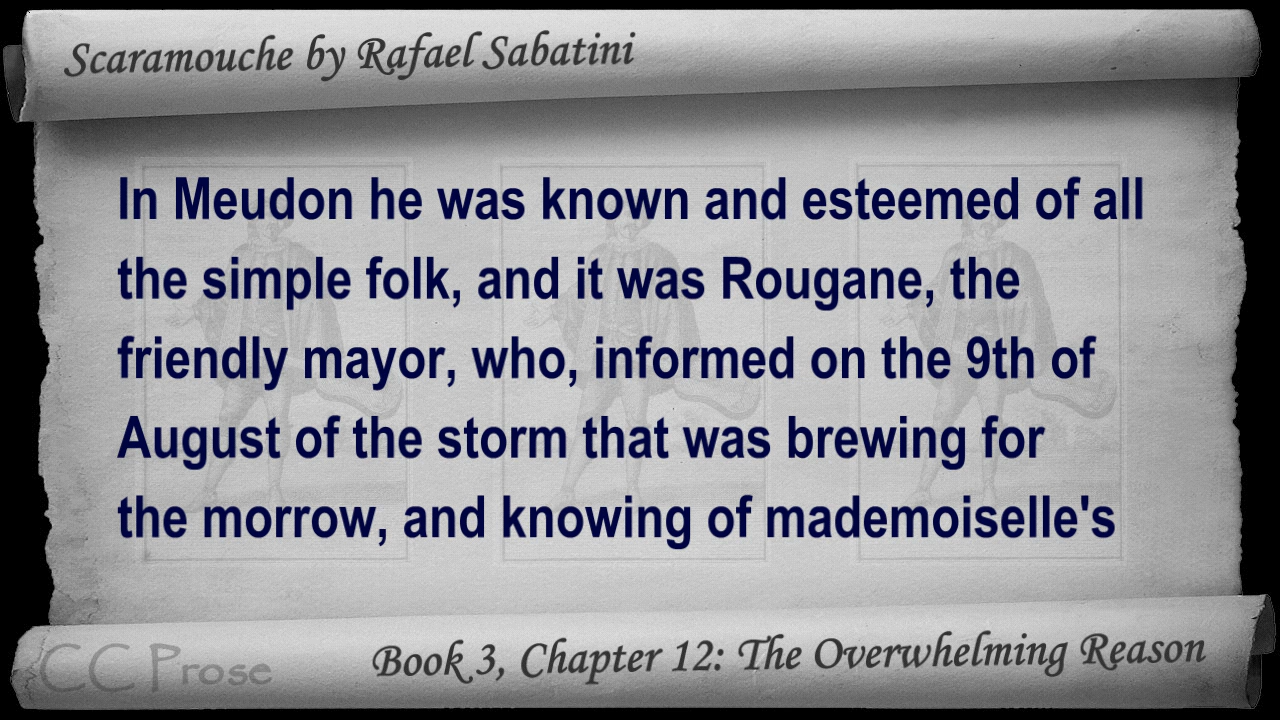 Scaramouche by Rafael Sabatini
In Meudon he was known and esteemed of all
the simple folk, and it was Rougane, the
friendly mayor, who, informed on the 9th of
August of the storm that was brewing for
the morrow, and knowing of mademoiselle's
CC Prose
Book 3, Chapter 12: The Overwhelming Reason